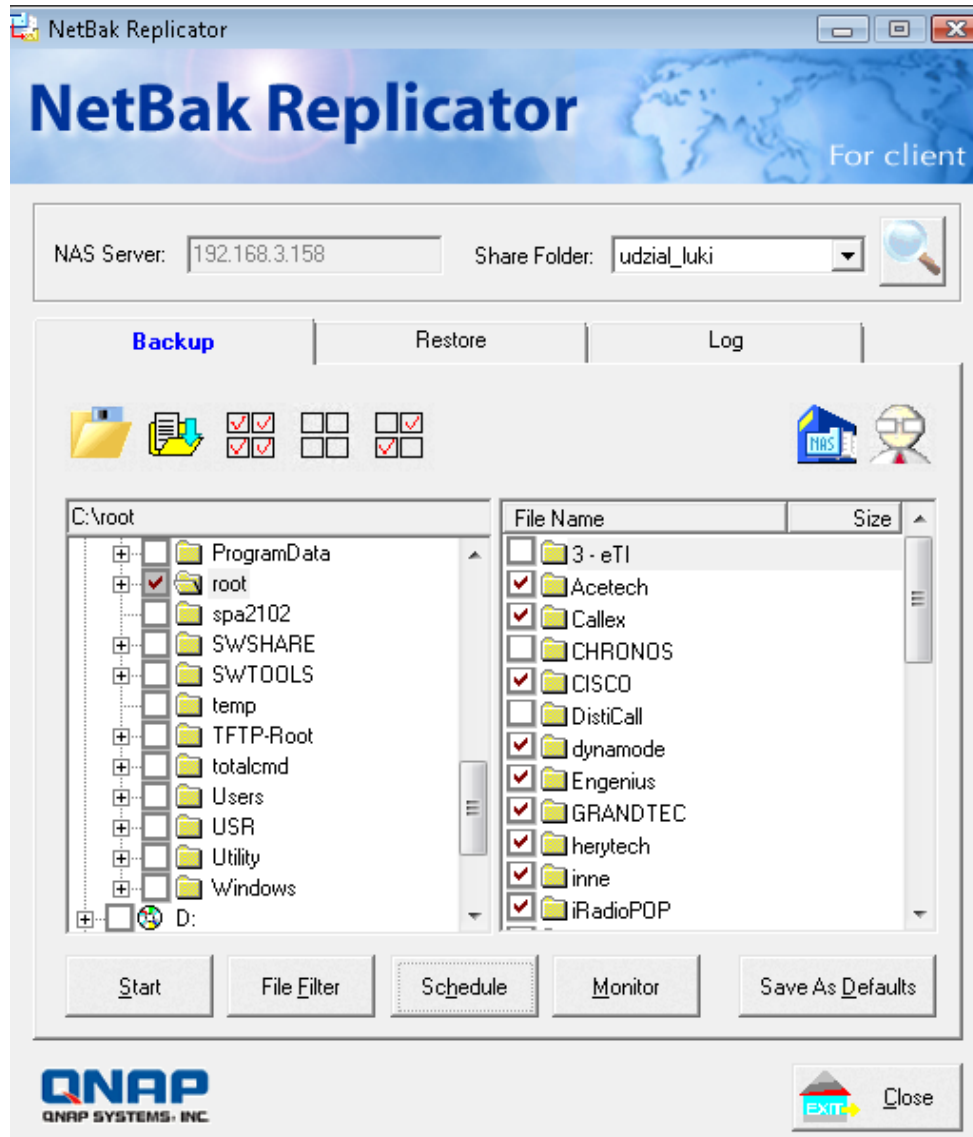 NetBak Replicator
NetBak Replicator
For client
NAS Server: 192.168.3.158 Share Folder: udzial_luki
Backup Restore Log
NAS
C:\root
ProgramData
root
spa2102
SWSHARE
SWTOOLS
temp
TFTP-Root
totalcmd
Users
USR
Utility
Windows
D:
File Name Size
3 - eTI
Acetech
Callex
CHRONOS
CISCO
DistiCall
dynamode
Engenius
GRANDTEC
herytech
inne
iRadioPOP
Start File Filter Schedule Monitor Save As Defaults
QNAP
QNAP SYSTEMS, INC
EXIT Close